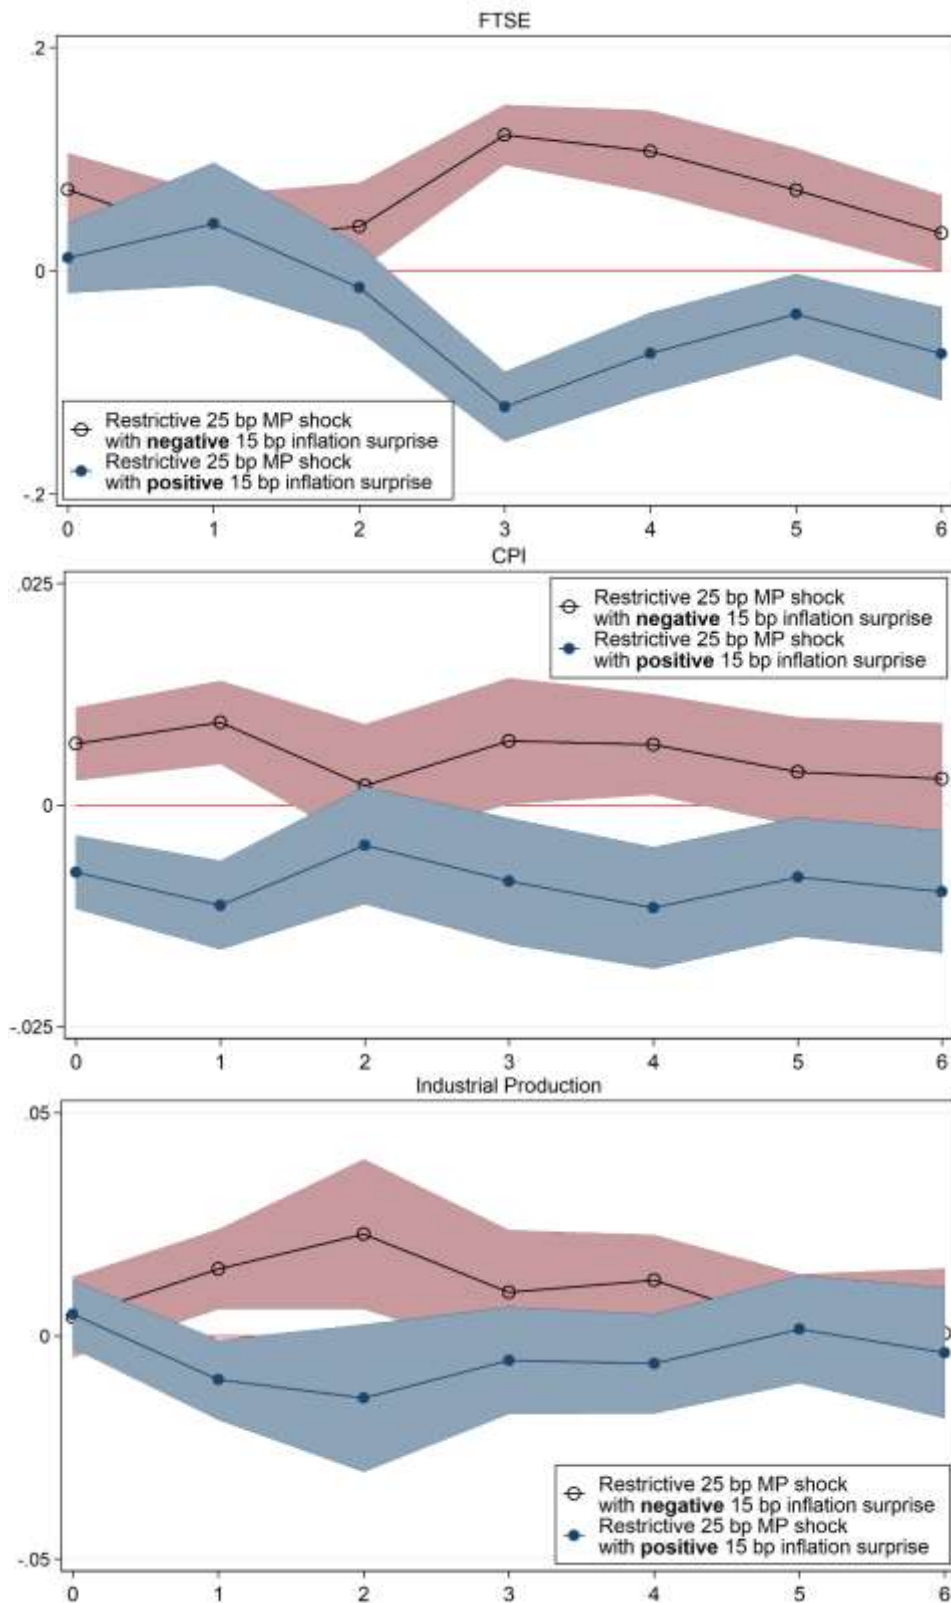 FTSE
.2
0
-.2
Restrictive 25 bp MP shock
with negative 15 bp inflation surprise
Restrictive 25 bp MP shock
with positive 15 bp inflation surprise
0 1 2 3 4 5 6
CPI
.025
0
-.025
Restrictive 25 bp MP shock
with negative 15 bp inflation surprise
Restrictive 25 bp MP shock
with positive 15 bp inflation surprise
0 1 2 3 4 5 6
Industrial Production
.05
0
-.05
Restrictive 25 bp MP shock
with negative 15 bp inflation surprise
Restrictive 25 bp MP shock
with positive 15 bp inflation surprise
0 1 2 3 4 5 6